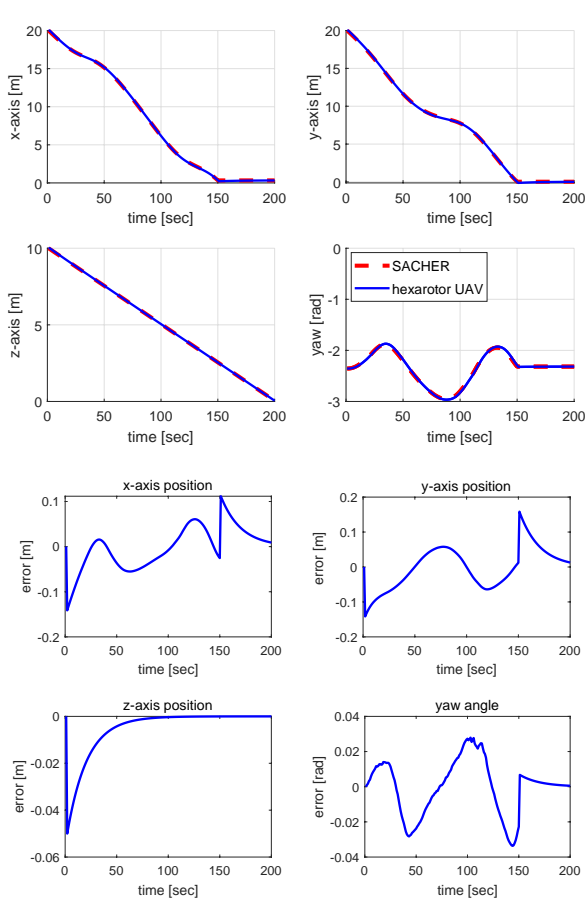 20
15
10
5
0
x-axis [m]
0 50 100 150 200
time [sec]
20
15
10
5
0
y-axis [m]
0 50 100 150 200
time [sec]
10
5
0
z-axis [m]
0 50 100 150 200
time [sec]
0
-1
-2
-3
yaw [rad]
SACHER
hexarotor UAV
0 50 100 150 200
time [sec]
x-axis position
0.1
0
-0.1
-0.2
error [m]
0 50 100 150 200
time [sec]
y-axis position
0.2
0.1
0
-0.1
-0.2
error [m]
0 50 100 150 200
time [sec]
z-axis position
0
-0.02
-0.04
-0.06
error [m]
0 50 100 150 200
time [sec]
yaw angle
0.04
0.02
0
-0.02
-0.04
error [rad]
0 50 100 150 200
time [sec]